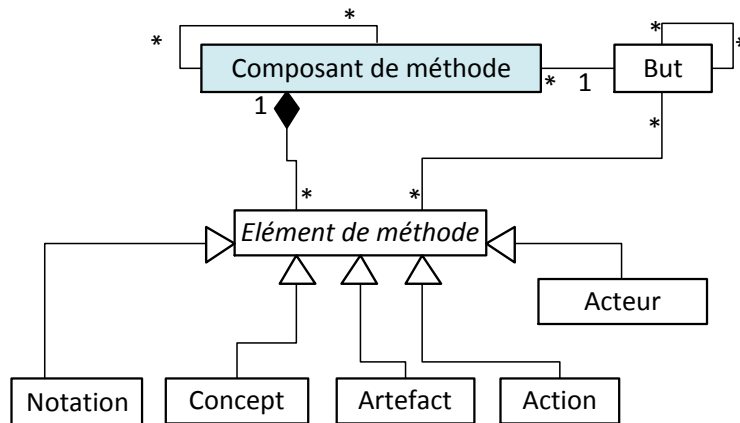 *
*
Composant de méthode
*
1
But
*
*
1
*
*
*
Elément de méthode
Acteur
Notation
Concept
Artefact
Action